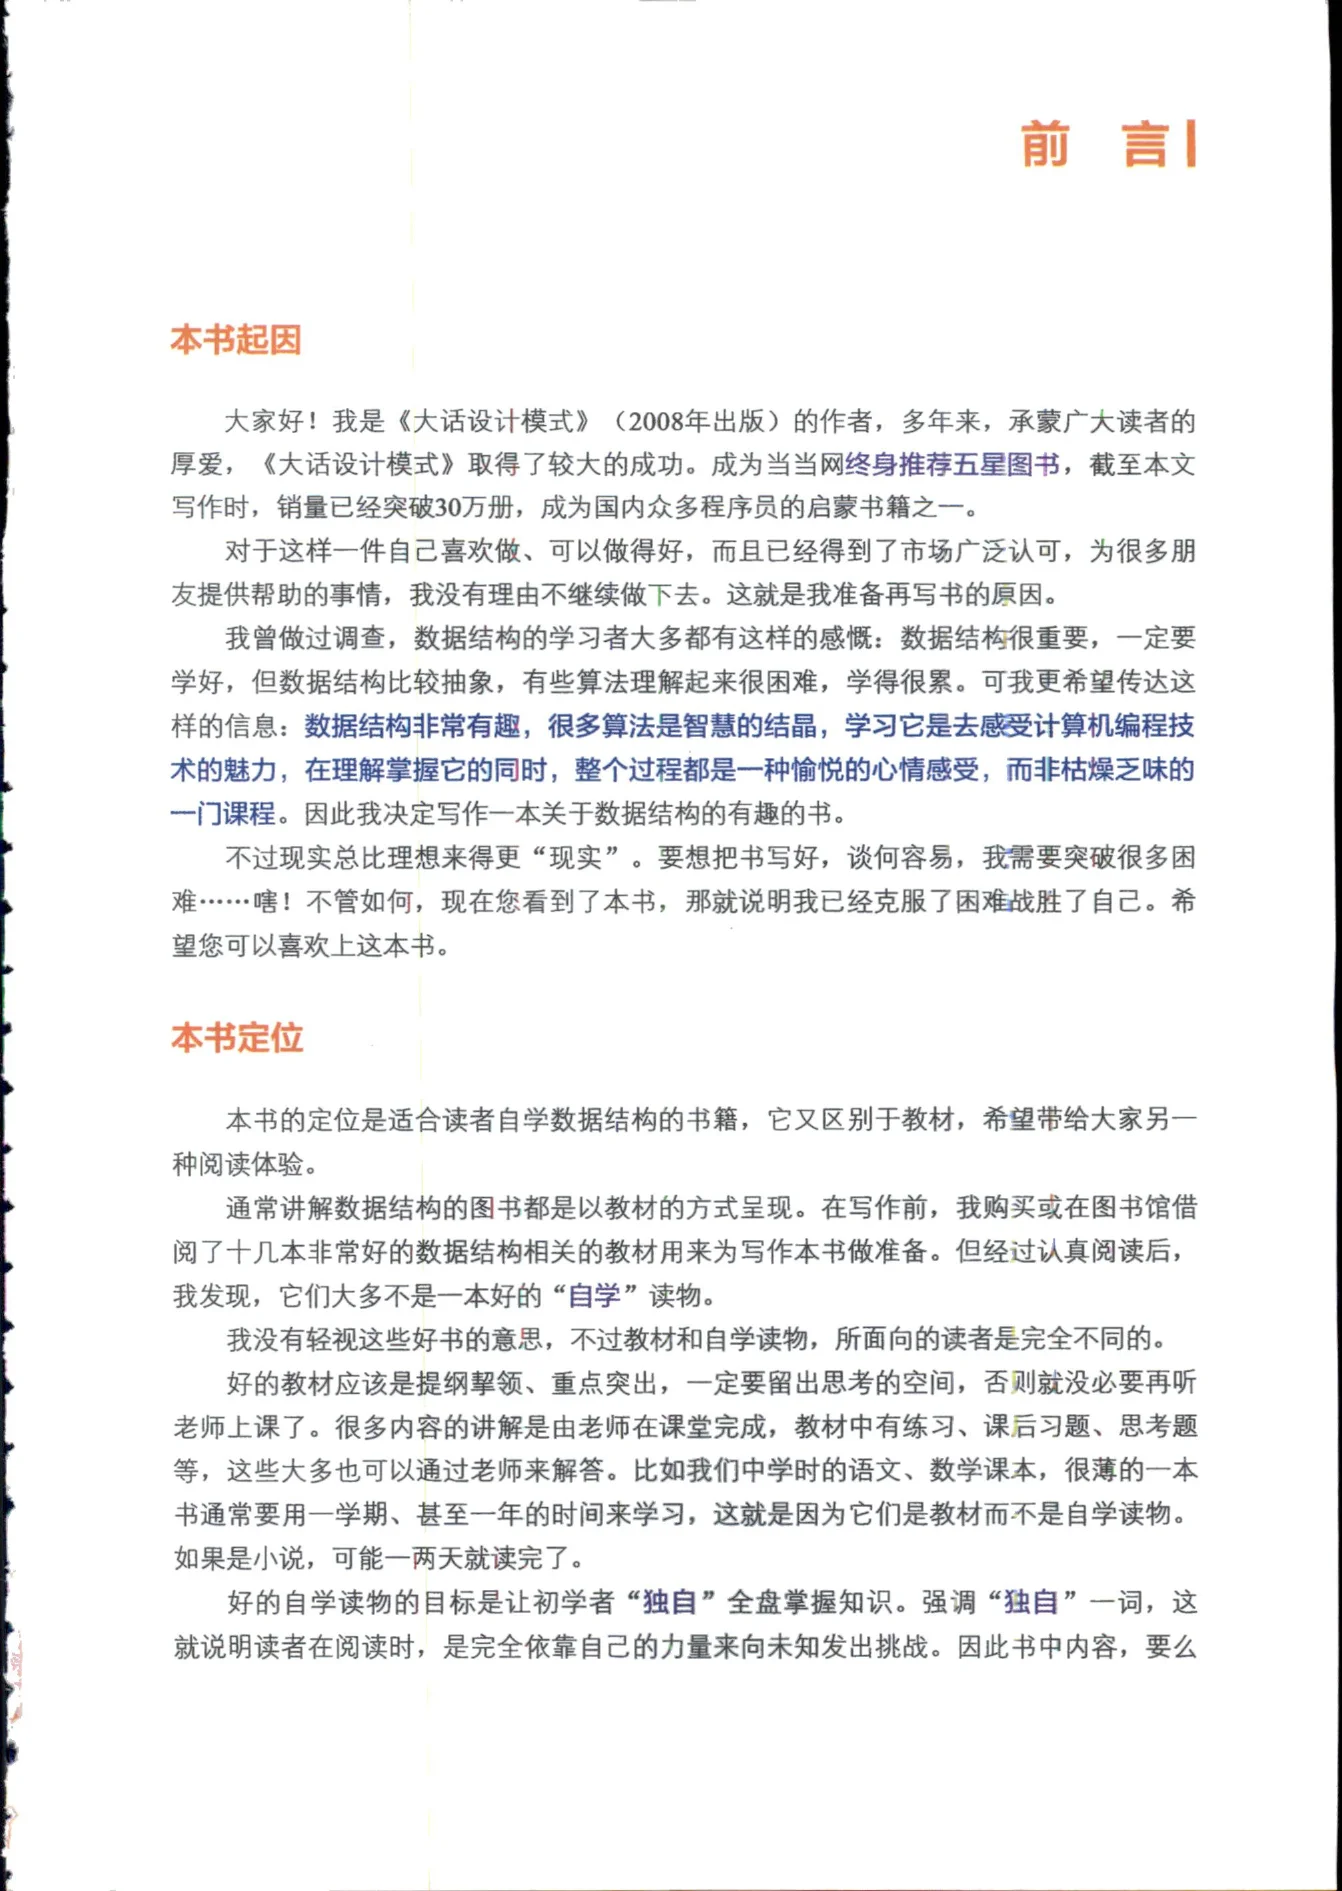 前 言
本书起因
大家好！我是《大话设计模式》（2008年出版）的作者，多年来，承蒙广大读者的
厚爱，《大话设计模式》取得了较大的成功。成为当当网终身推荐五星图书，截至本文
写作时，销量已经突破30万册，成为国内众多程序员的启蒙书籍之一。
对于这样一件自己喜欢做、可以做得好，而且已经得到了市场广泛认可，为很多朋
友提供帮助的事情，我没有理由不继续做下去。这就是我准备再写书的原因。
我曾做过调查，数据结构的学习者大多都有这样的感慨：数据结构很重要，一定要
学好，但数据结构比较抽象，有些算法理解起来很困难，学得很累。可我更希望传达这
样的信息：数据结构非常有趣，很多算法是智慧的结晶，学习它是去感受计算机编程技
术的魅力，在理解掌握它的同时，整个过程都是一种愉悦的心情感受，而非枯燥乏味的
一门课程。因此我决定写作一本关于数据结构的有趣的书。
不过现实总比理想来得更“现实”。要想把书写好，谈何容易，我需要突破很多困
难……嘻！不管如何，现在您看到了本书，那就说明我已经克服了困难战胜了自己。希
望您可以喜欢上这本书。
本书定位
本书的定位是适合读者自学数据结构的书籍，它又区别于教材，希望带给大家另一
种阅读体验。
通常讲解数据结构的图书都是以教材的方式呈现。在写作前，我购买或在图书馆借
阅了十几本非常好的数据结构相关的教材用来为写作本书做准备。但经过认真阅读后，
我发现，它们大多不是一本好的“自学”读物。
我没有轻视这些好书的意思，不过教材和自学读物，所面向的读者是完全不同的。
好的教材应该是提纲挈领、重点突出，一定要留出思考的空间，否则就没必要再听
老师上课了。很多内容的讲解是由老师在课堂完成，教材中有练习、课后习题、思考题
等，这些大多也可以通过老师来解答。比如我们中学时的语文、数学课本，很薄的一本
书通常要用一学期、甚至一年的时间来学习，这就是因为它们是教材而不是自学读物。
如果是小说，可能一两天就读完了。
好的自学读物的目标是让初学者“独自”全盘掌握知识。强调“独自”一词，这
就说明读者在阅读时，是完全依靠自己的力量来向未知发出挑战。因此书中内容，要么